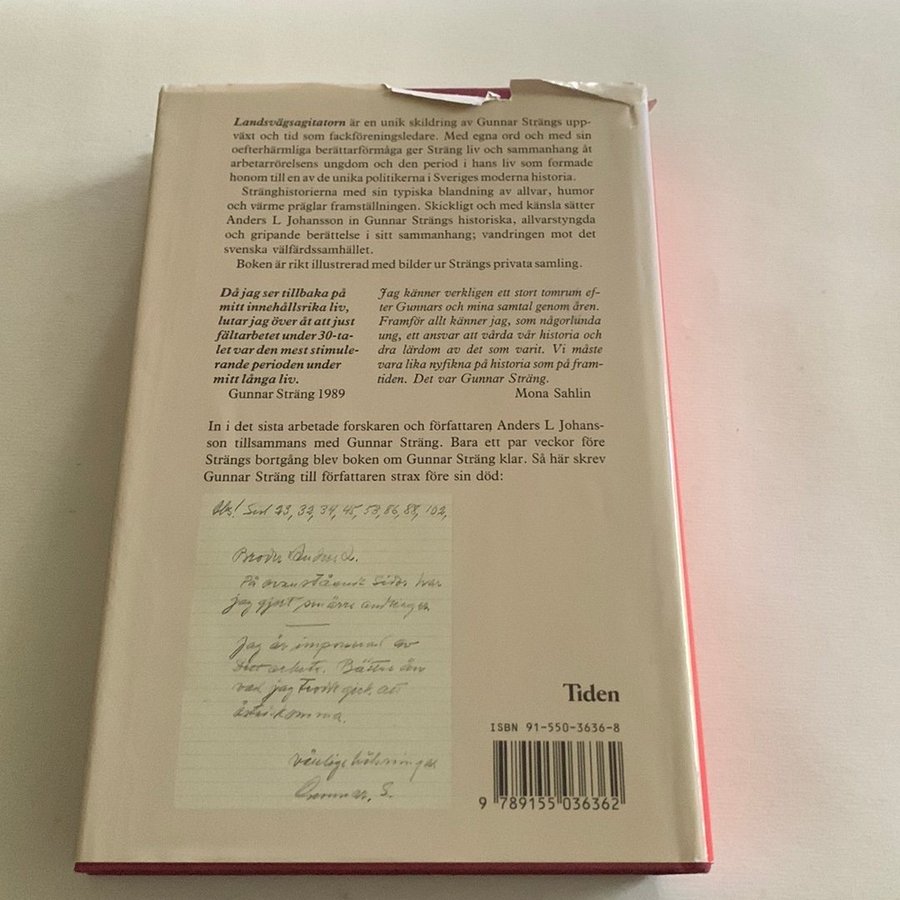 Landsvägsagitatorn är en unik skildring av Gunnar Strängs upp-
växt och tid som fackföreningsledare. Med egna ord och med sin
oefterhärmliga berättarförmåga ger Sträng liv och sammanhang åt
arbetarrörelsens ungdom och den period i hans liv som formade
honom till en av de unika politikerna i Sveriges moderna historia.
Stränghistorierna med sin typiska blandning av allvar, humor
och värme präglar framställningen. Skickligt och med känsla sätter
Anders L Johansson in Gunnar Strängs historiska, allvarstyngda
och gripande berättelse i sitt sammanhang; vandringen mot det
svenska välfärdssamhället.
Boken är rikt illustrerad med bilder ur Strängs privata samling.
Då jag ser tillbaka på
mitt innehållsrika liv,
lutar jag över åt att just
fältarbetet under 30-ta-
let var den mest stimule-
rande perioden under
mitt långa liv.
Gunnar Sträng 1989
Jag känner verkligen ett stort tomrum ef-
ter Gunnars och mina samtal genom åren.
Framför allt känner jag, som någorlunda
ung, ett ansvar att vårda vår historia och
dra lärdom av det som varit. Vi måste
vara lika nyfikna på historia som på fram-
tiden. Det var Gunnar Sträng.
Mona Sahlin
In i det sista arbetade forskaren och författaren Anders L Johans-
son tillsammans med Gunnar Sträng. Bara ett par veckor före
Strängs bortgång blev boken om Gunnar Sträng klar. Så här skrev
Gunnar Sträng till författaren strax före sin död:
Obs! Sid 23, 32, 34, 45, 53, 86, 88, 102,
Broder Anders L.
På ovanstående sidor har
jag gjort smärre ändringar
Jag är imponerad av
Ditt arbete. Bättre än
vad jag trodde gick att
åstadkomma.
Vänliga hälsningar
Gunnar, S.
Tiden
ISBN 91-550-3636-8
9 789155 036362